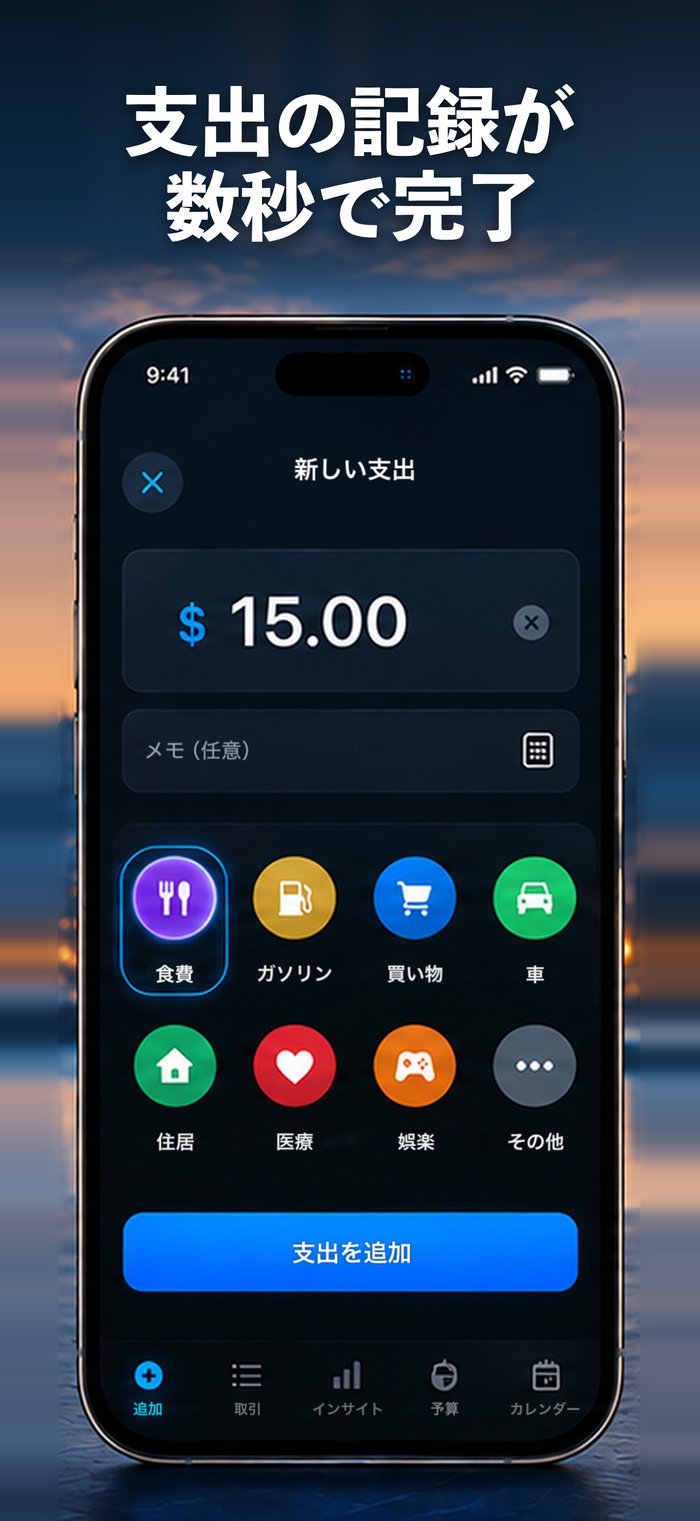 支出の記録が
数秒で完了
9:41
新しい支出
$ 15.00
メモ (任意)
食費
ガソリン
買い物
車
住居
医療
娯楽
その他
支出を追加
追加
取引
インサイト
予算
カレンダー